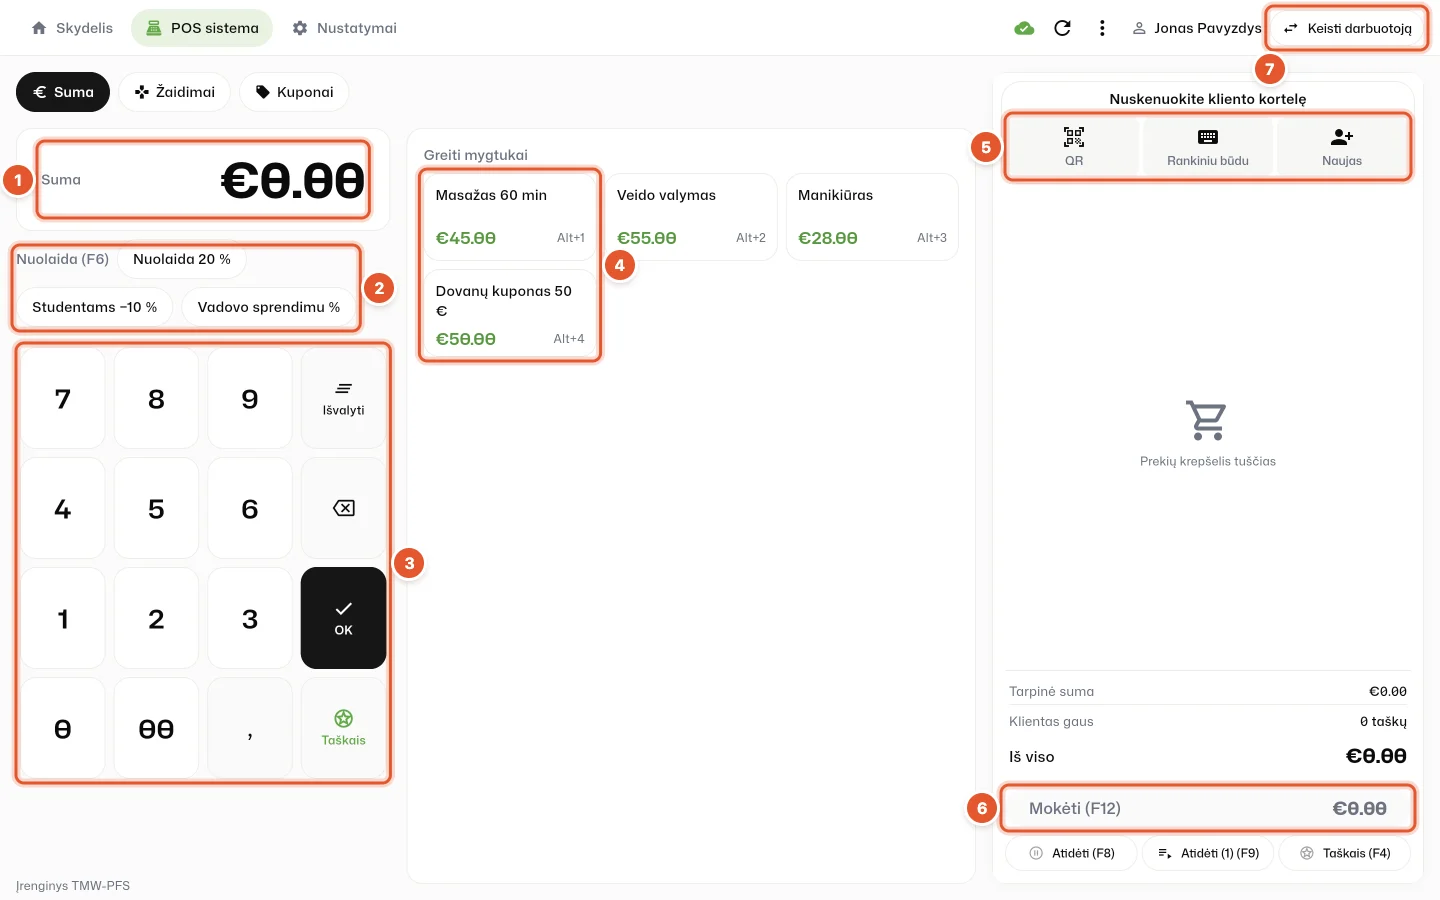 Skydelis
POS sistema
Nustatymai
Jonas Pavyzdys
Keisti darbuotoją
7
Suma
Žaidimai
Kuponai
1
Suma
€0.00
Nuolaida (F6)
Nuolaida 20 %
Studentams −10 %
Vadovo sprendimu %
2
7
8
9
Išvalyti
4
5
6
1
2
3
OK
0
00
,
Taškais
3
Įrenginys TMW-PFS
Greiti mygtukai
Masažas 60 min
€45.00
Alt+1
Veido valymas
€55.00
Alt+2
Manikiūras
€28.00
Alt+3
4
Dovanų kuponas 50
€
€50.00
Alt+4
Nuskenuokite kliento kortelę
5
QR
Rankiniu būdu
Naujas
Prekių krepšelis tuščias
Tarpinė suma
€0.00
Klientas gaus
0 taškų
Iš viso
€0.00
6
Mokėti (F12)
€0.00
Atidėti (F8)
Atidėti (1) (F9)
Taškais (F4)